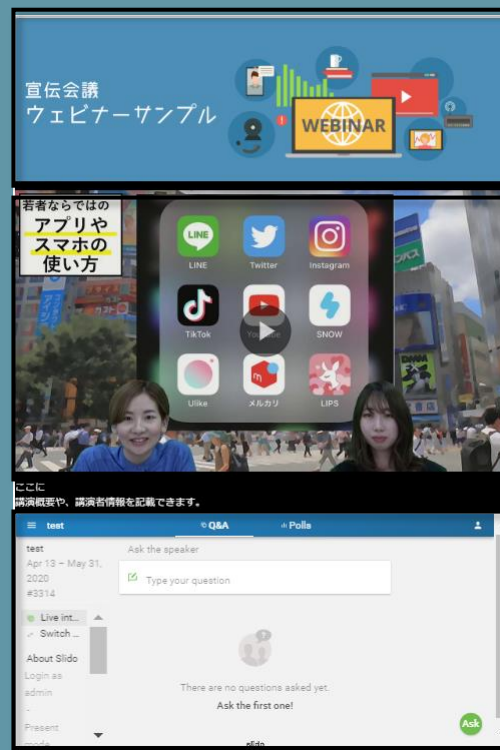 宣伝会議
ウェビナーサンプル
WEBINAR
若者ならではの
アプリや
スマホの
使い方
LINE
LINE
Twitter
Instagram
TikTok
SNOW
Ulike
メルカリ
LIPS
ここに
講演概要や、講演者情報を記載できます。
test
Q&A
Polls
test
Apr 13 – May 31,
2020
#3314
Live int...
Switch ...
About Slido
Login as
admin
-
Present
mode
Ask the speaker
Type your question
There are no questions asked yet.
Ask the first one!
Ask
slido